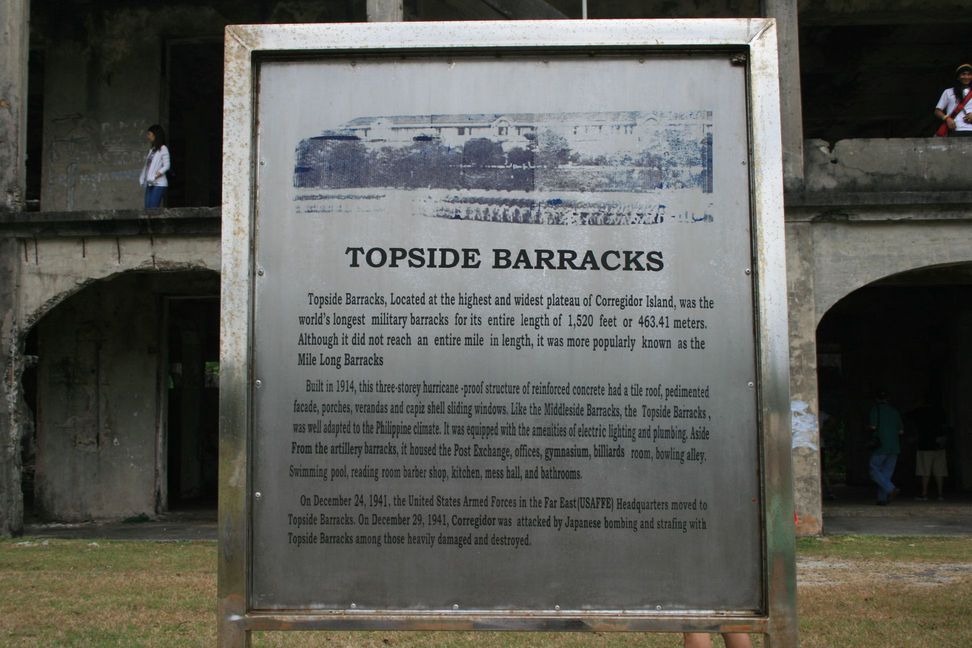 TOPSIDE BARRACKS
Topside Barracks, Located at the highest and widest plateau of Corregidor Island, was the
world's longest military barracks for its entire length of 1,520 feet or 463.41 meters.
Although it did not reach an entire mile in length, it was more popularly known as the
Mile Long Barracks
Built in 1914, this three-storey hurricane -proof structure of reinforced concrete had a tile roof, pedimented
facade, porches, verandas and capiz shell sliding windows. Like the Middleside Barracks, the Topside Barracks ,
was well adapted to the Philippine climate. It was equipped with the amenities of electric lighting and plumbing. Aside
From the artillery barracks, it housed the Post Exchange, offices, gymnasium, billiards room, bowling alley.
Swimming pool, reading room barber shop, kitchen, mess hall, and bathrooms.
On December 24, 1941, the United States Armed Forces in the Far East(USAFFE) Headquarters moved to
Topside Barracks. On December 29, 1941, Corregidor was attacked by Japanese bombing and strafing with
Topside Barracks among those heavily damaged and destroyed.